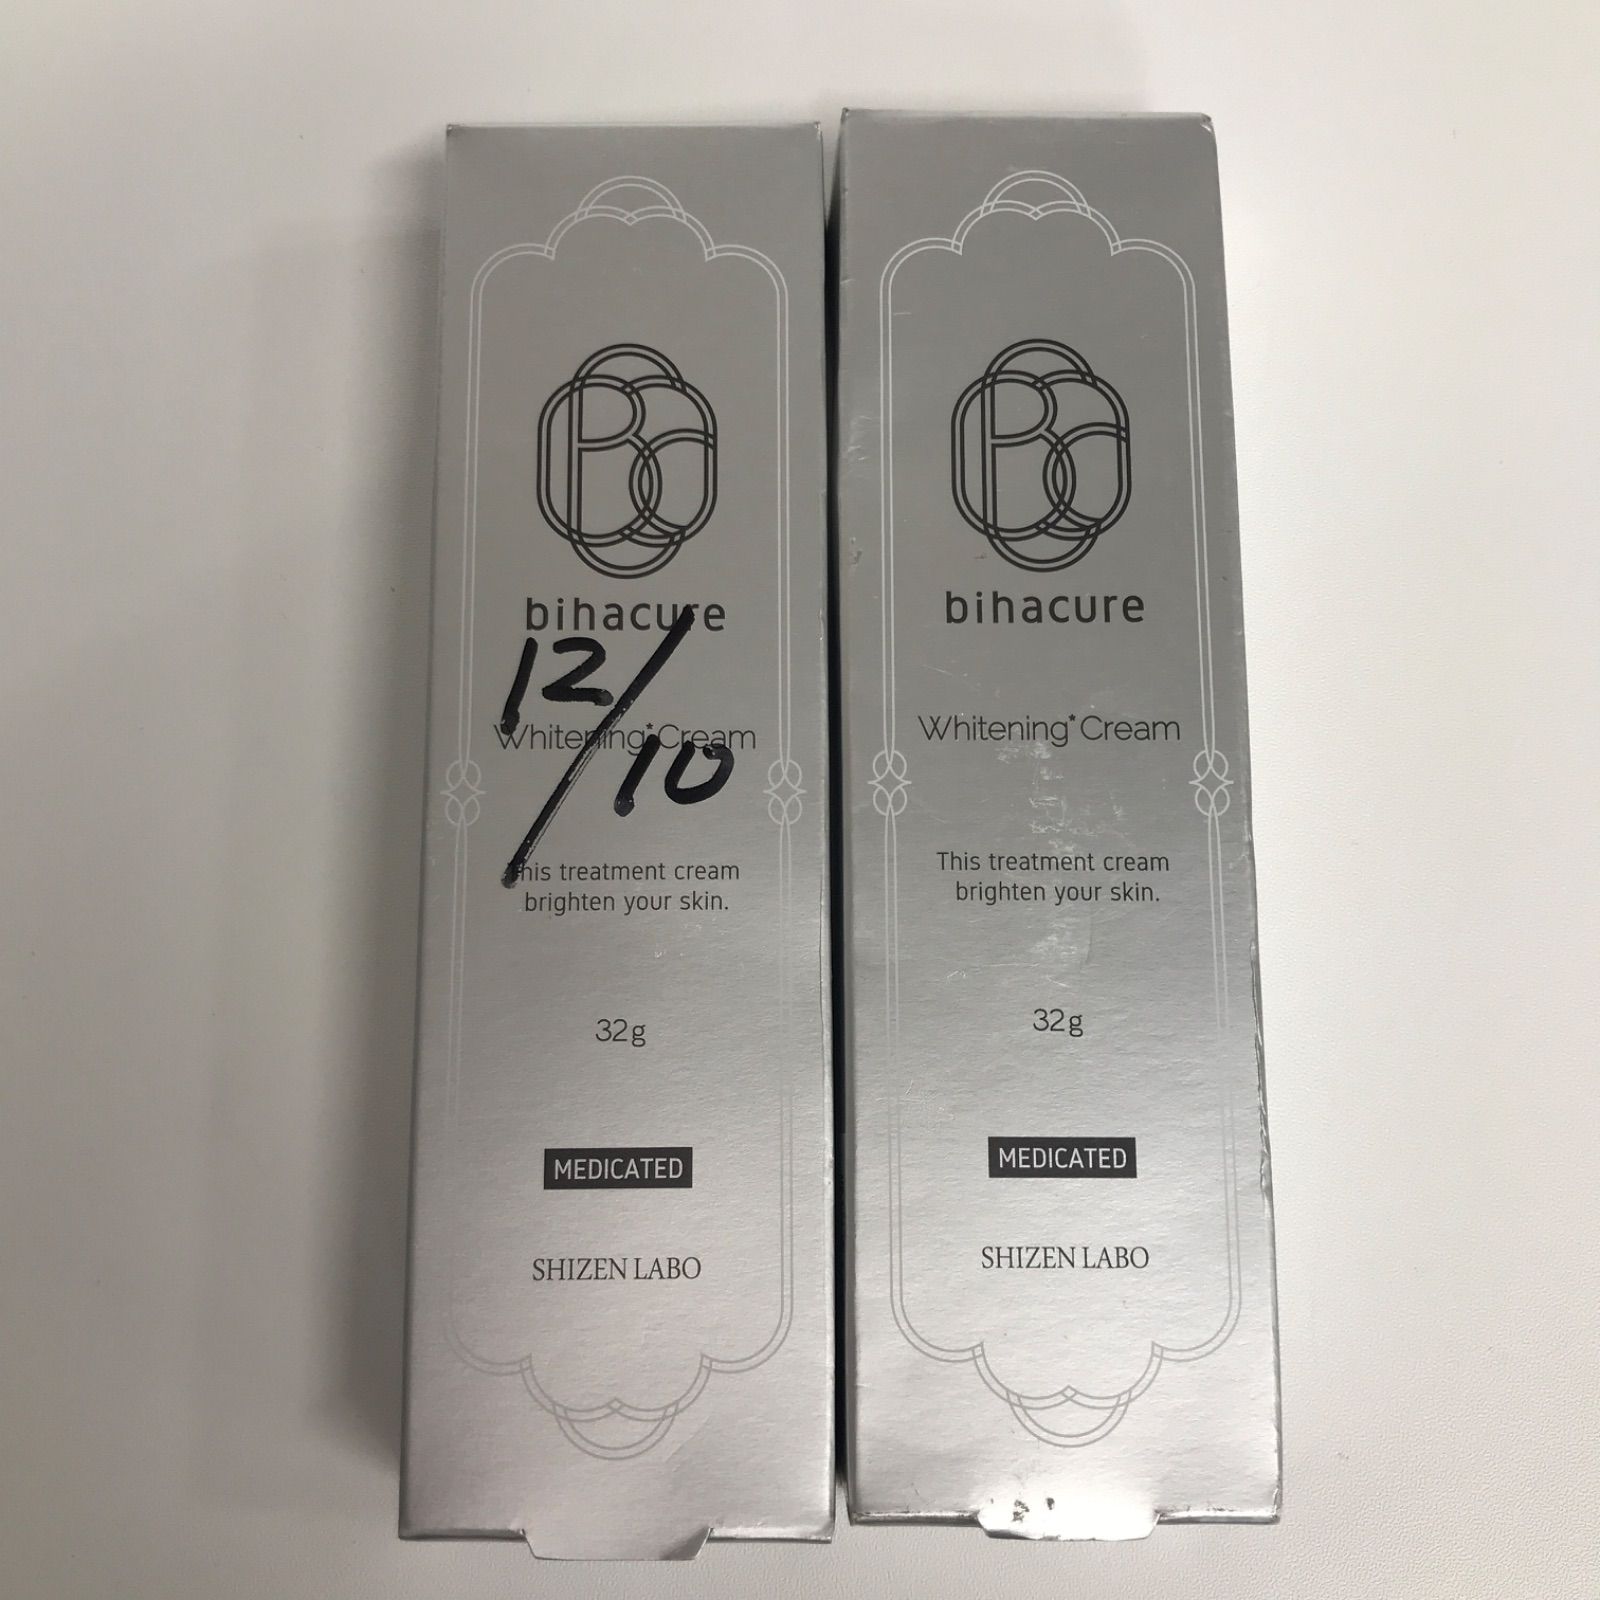 bihacure
12/10
Whitening* Cream
This treatment cream
brighten your skin.
32g
MEDICATED
SHIZEN LABO
bihacure
Whitening* Cream
This treatment cream
brighten your skin.
32g
MEDICATED
SHIZEN LABO